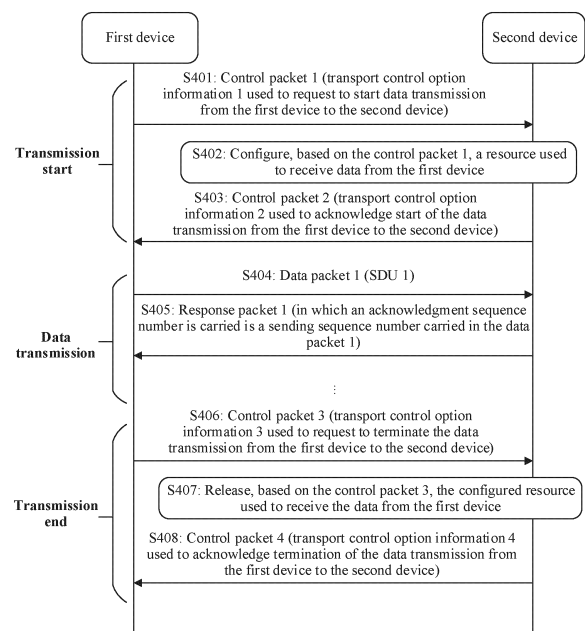 First device
Second device
S401: Control packet 1 (transport control option
information 1 used to request to start data transmission
from the first device to the second device)
Transmission
start
S402: Configure, based on the control packet 1, a resource used
to receive data from the first device
S403: Control packet 2 (transport control option
information 2 used to acknowledge start of the data
transmission from the first device to the second device)
S404: Data packet 1 (SDU 1)
S405: Response packet 1 (in which an acknowledgment sequence
number is carried is a sending sequence number carried in the data
packet 1)
Data
transmission
⋮
S406: Control packet 3 (transport control option
information 3 used to request to terminate the data
transmission from the first device to the second device)
Transmission
end
S407: Release, based on the control packet 3, the configured resource
used to receive the data from the first device
S408: Control packet 4 (transport control option information 4
used to acknowledge termination of the data transmission from
the first device to the second device)